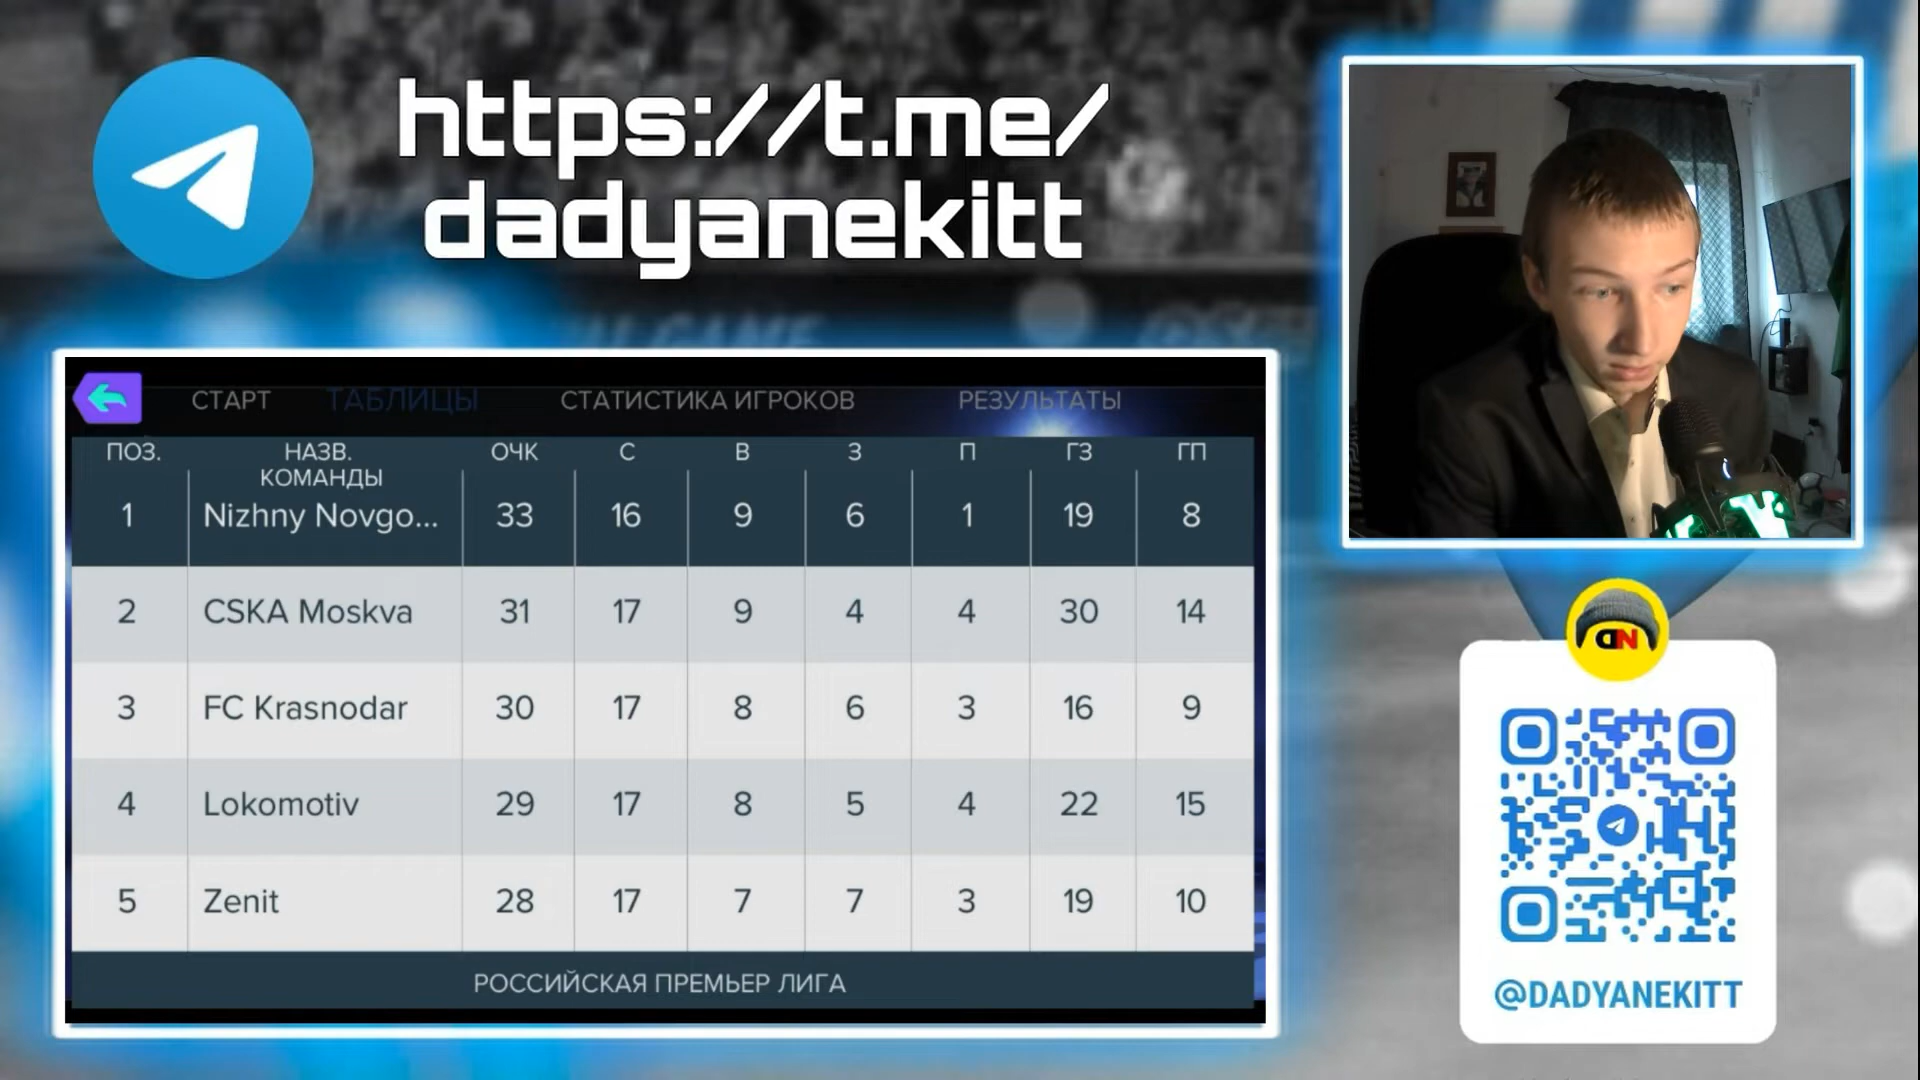 https://t.me/
dadyanekitt
СТАРТ ТАБЛИЦЫ СТАТИСТИКА ИГРОКОВ РЕЗУЛЬТАТЫ
ПОЗ. НАЗВ. КОМАНДЫ ОЧК С В З П ГЗ ГП
1 Nizhny Novgo... 33 16 9 6 1 19 8
2 CSKA Moskva 31 17 9 4 4 30 14
3 FC Krasnodar 30 17 8 6 3 16 9
4 Lokomotiv 29 17 8 5 4 22 15
5 Zenit 28 17 7 7 3 19 10
РОССИЙСКАЯ ПРЕМЬЕР ЛИГА
DN
@DADYANEKITT